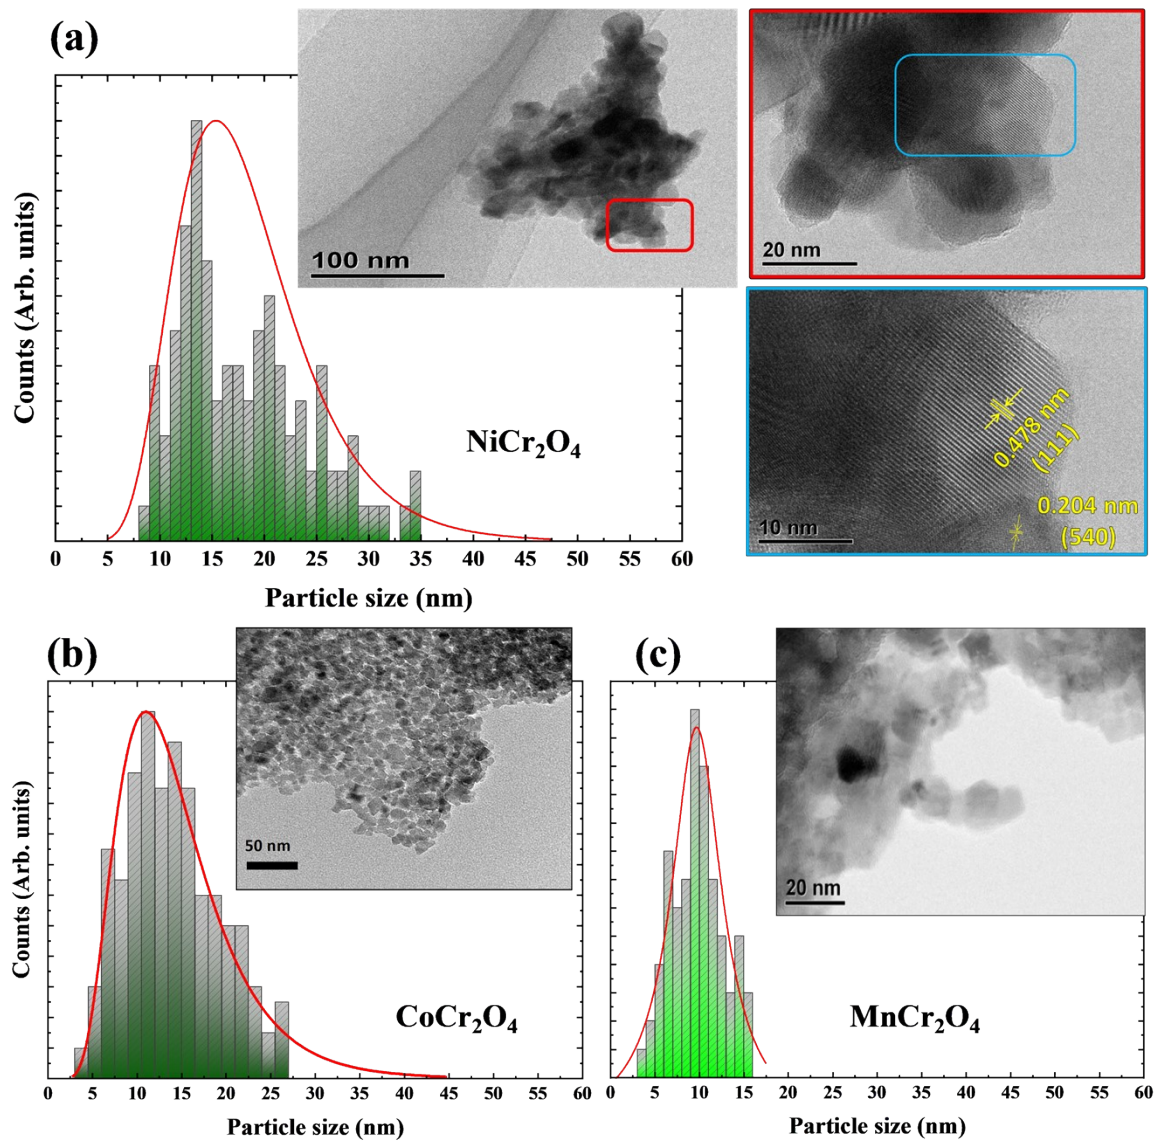 (a)
100 nm
20 nm
0.478 nm
(111)
0.204 nm
(540)
10 nm
Counts (Arb. units)
NiCr₂O₄
0 5 10 15 20 25 30 35 40 45 50 55 60
Particle size (nm)
(b)
50 nm
Counts (Arb. units)
CoCr₂O₄
0 5 10 15 20 25 30 35 40 45 50 55 60
Particle size (nm)
(c)
20 nm
MnCr₂O₄
0 5 10 15 20 25 30 35 40 45 50 55 60
Particle size (nm)